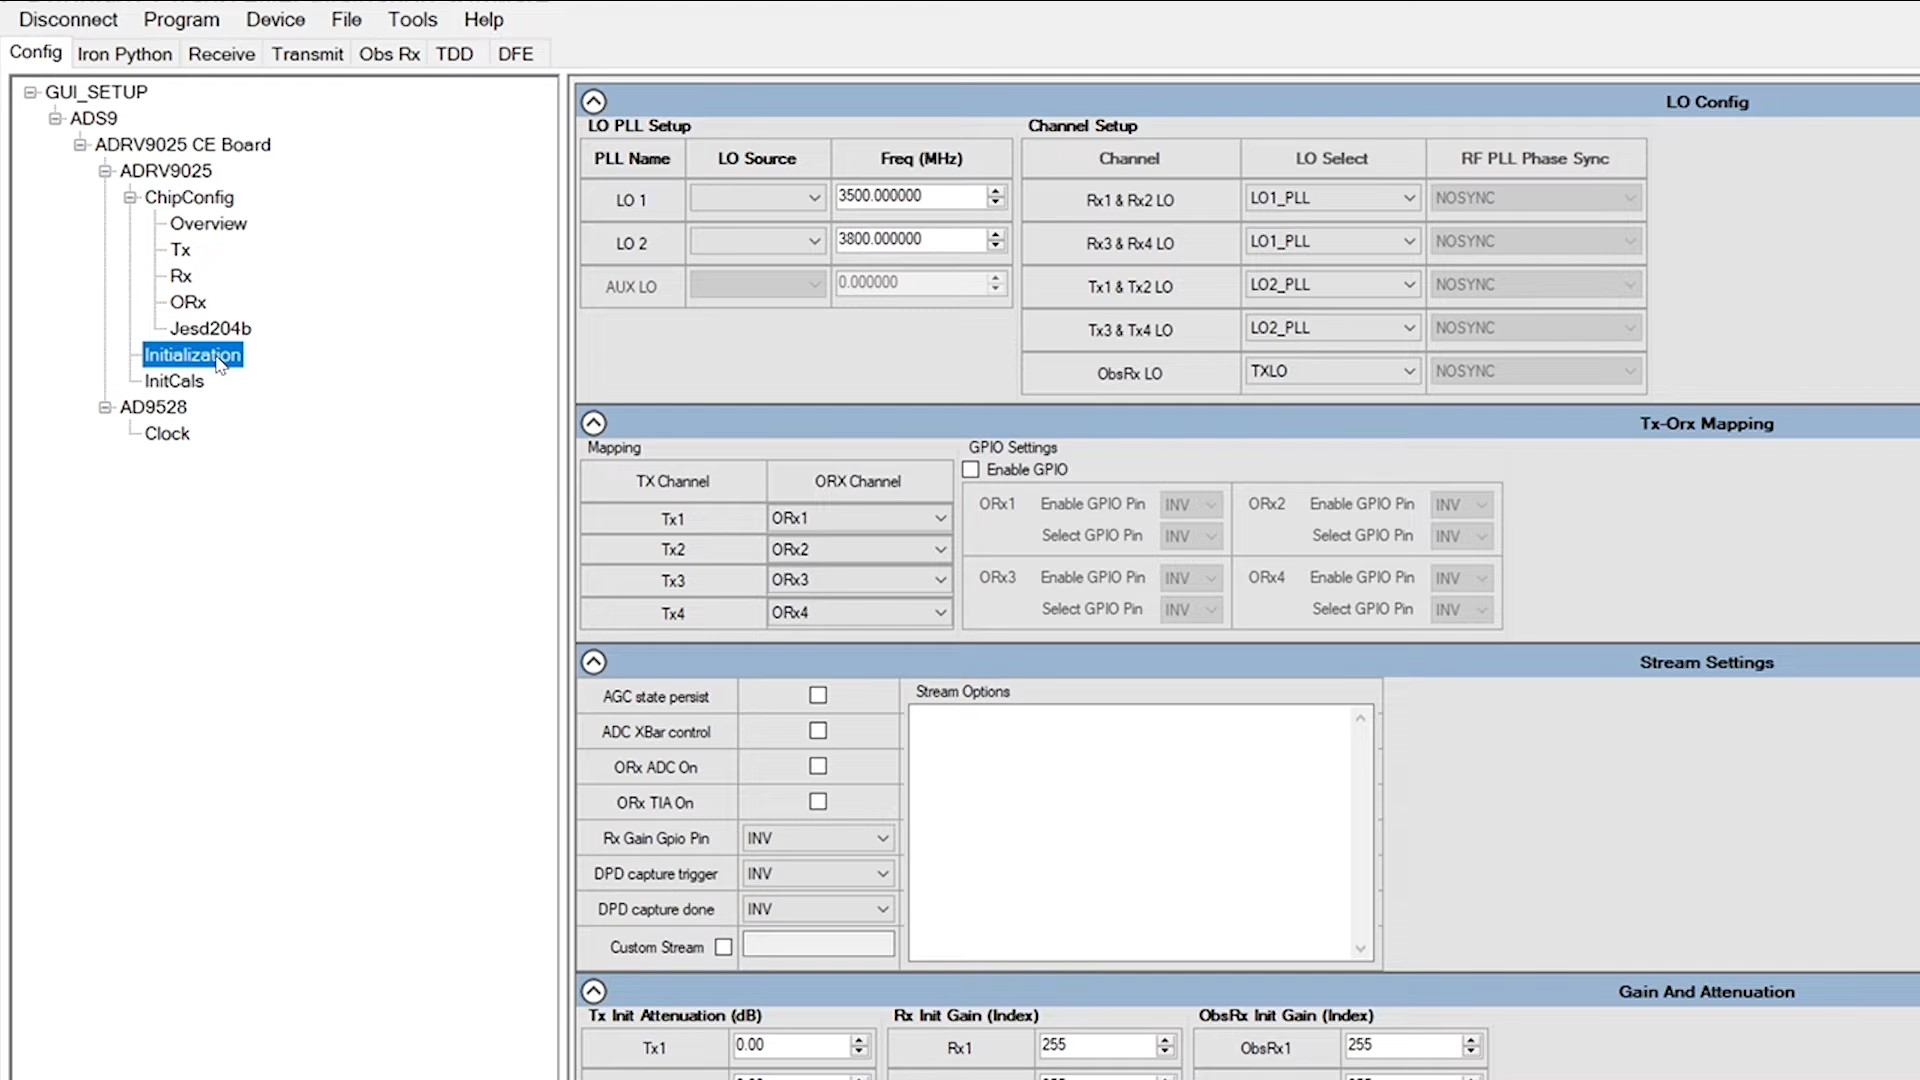 Disconnect Program Device File Tools Help
Config Iron Python Receive Transmit Obs Rx TDD DFE
GUI_SETUP
ADS9
ADRV9025 CE Board
ADRV9025
ChipConfig
Overview
Tx
Rx
ORx
Jesd204b
Initialization
InitCals
AD9528
Clock
LO Config
LO PLL Setup Channel Setup
PLL Name LO Source Freq (MHz) Channel LO Select RF PLL Phase Sync
LO 1 3500.000000 Rx1 & Rx2 LO LO1_PLL NOSYNC
LO 2 3800.000000 Rx3 & Rx4 LO LO1_PLL NOSYNC
AUX LO 0.000000 Tx1 & Tx2 LO LO2_PLL NOSYNC
Tx3 & Tx4 LO LO2_PLL NOSYNC
ObsRx LO TXLO NOSYNC
Tx-Orx Mapping
Mapping GPIO Settings
TX Channel ORX Channel Enable GPIO
Tx1 ORx1 ORx1 Enable GPIO Pin INV ORx2 Enable GPIO Pin INV
Tx2 ORx2 Select GPIO Pin INV Select GPIO Pin INV
Tx3 ORx3 ORx3 Enable GPIO Pin INV ORx4 Enable GPIO Pin INV
Tx4 ORx4 Select GPIO Pin INV Select GPIO Pin INV
Stream Settings
AGC state persist Stream Options
ADC XBar control
ORx ADC On
ORx TIA On
Rx Gain Gpio Pin INV
DPD capture trigger INV
DPD capture done INV
Custom Stream
Gain And Attenuation
Tx Init Attenuation (dB) Rx Init Gain (Index) ObsRx Init Gain (Index)
Tx1 0.00 Rx1 255 ObsRx1 255